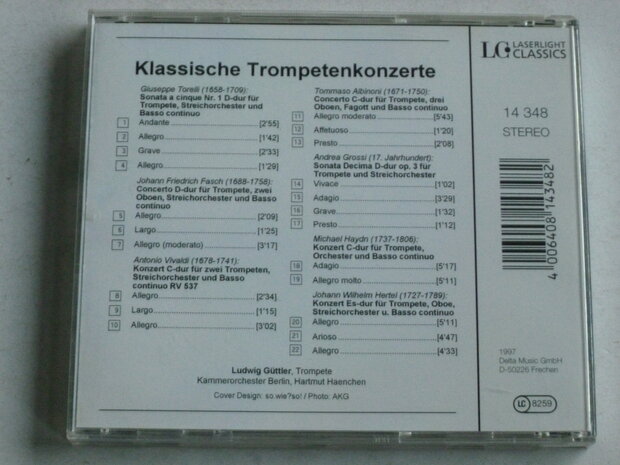 Klassische Trompetenkonzerte
Giuseppe Torelli (1658-1709):
Sonata a cinque Nr. 1 D-dur für
Trompete, Streichorchester und
Basso continuo
1 Andante [2'55]
2 Allegro [1'42]
3 Grave [2'33]
4 Allegro [1'29]
Johann Friedrich Fasch (1688-1758):
Concerto D-dur für Trompete, zwei
Oboen, Streichorchester und Basso
continuo
5 Allegro [2'09]
6 Largo [1'25]
7 Allegro (moderato) [3'17]
Antonio Vivaldi (1678-1741):
Konzert C-dur für zwei Trompeten,
Streichorchester und Basso
continuo RV 537
8 Allegro [2'34]
9 Largo [1'15]
10 Allegro [3'02]
Tommaso Albinoni (1671-1750):
Concerto C-dur für Trompete, drei
Oboen, Fagott und Basso continuo
11 Allegro moderato [5'43]
12 Affetuoso [1'20]
13 Presto [2'08]
Andrea Grossi (17. Jahrhundert):
Sonata Decima D-dur op. 3 für
Trompete und Streichorchester
14 Vivace [1'02]
15 Adagio [3'29]
16 Grave [1'32]
17 Presto [1'12]
Michael Haydn (1737-1806):
Konzert C-dur für Trompete,
Orchester und Basso continuo
18 Adagio [5'17]
19 Allegro molto [5'11]
Johann Wilhelm Hertel (1727-1789):
Konzert Es-dur für Trompete, Oboe,
Streichorchester u. Basso continuo
20 Allegro [5'11]
21 Arioso [4'47]
22 Allegro [4'33]
Ludwig Güttler, Trompete
Kammerorchester Berlin, Hartmut Haenchen
Cover Design: so.wie?so! / Photo: AKG
LC LASERLIGHT
CLASSICS
14 348
STEREO
4 006408 143482
1997
Delta Music GmbH
D-50226 Frechen
LC 8259